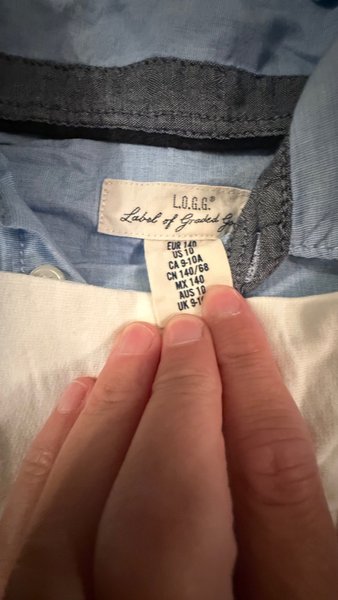 L.O.G.G.®
Label of Graded
EUR 140
US 10
CA 9-10A
CN 140/68
MX 140
AUS 10
UK 9-